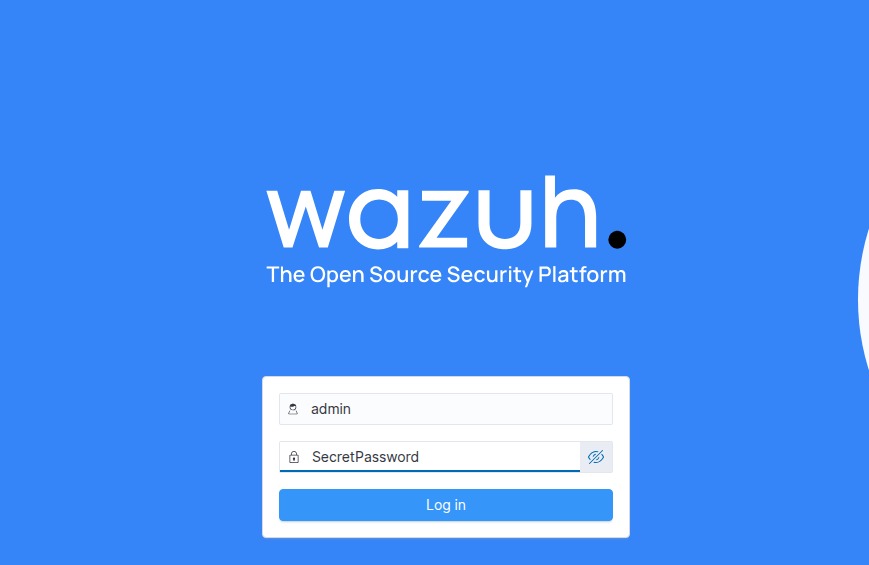 wazuh.
The Open Source Security Platform
admin
SecretPassword
Log in